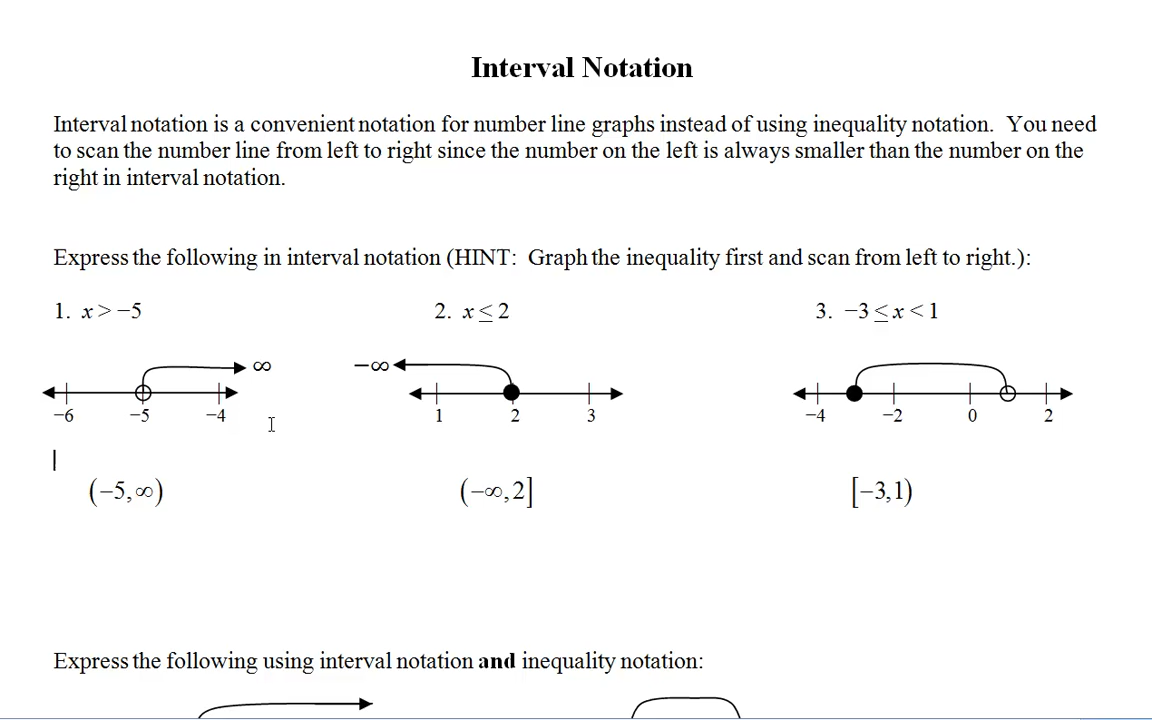 Interval Notation
Interval notation is a convenient notation for number line graphs instead of using inequality notation.  You need
to scan the number line from left to right since the number on the left is always smaller than the number on the
right in interval notation.
Express the following in interval notation (HINT:  Graph the inequality first and scan from left to right.):
1.  x > −5
2.  x ≤ 2
3.  −3 ≤ x < 1
∞
−∞
−6 −5 −4
1 2 3
−4 −2 0 2
(−5, ∞)
(−∞, 2]
[−3, 1)
Express the following using interval notation and inequality notation: